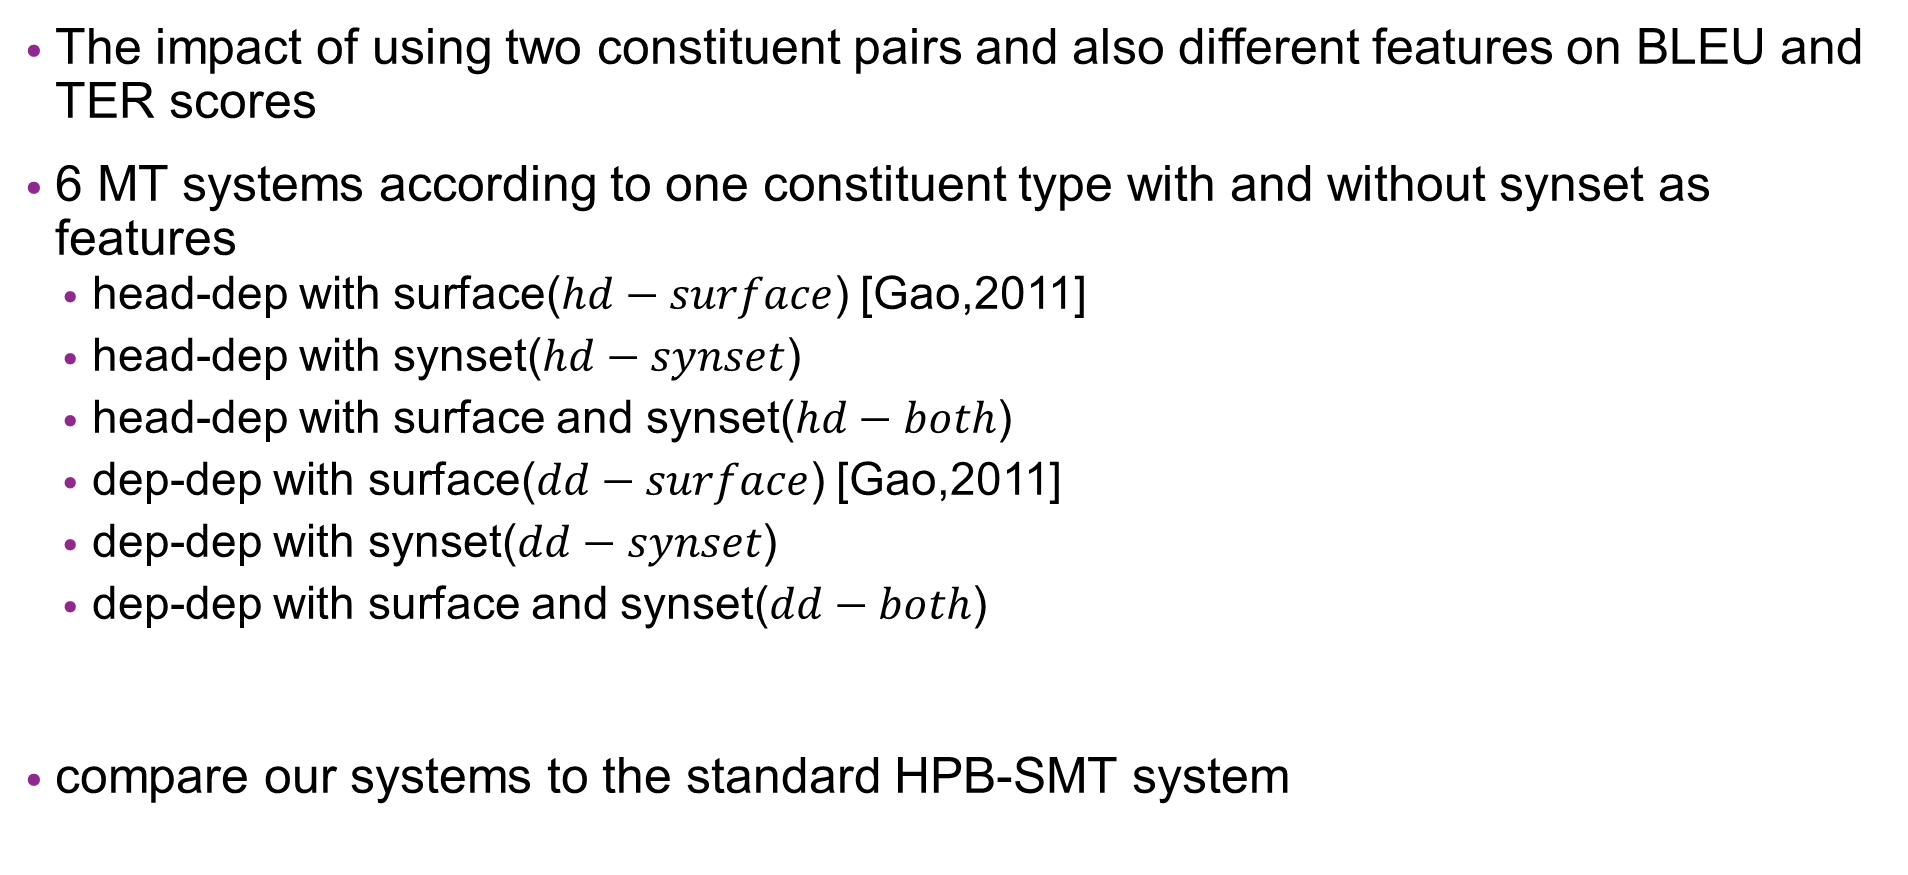 • The impact of using two constituent pairs and also different features on BLEU and
TER scores
• 6 MT systems according to one constituent type with and without synset as
features
• head-dep with surface(hd − surface) [Gao,2011]
• head-dep with synset(hd − synset)
• head-dep with surface and synset(hd − both)
• dep-dep with surface(dd − surface) [Gao,2011]
• dep-dep with synset(dd − synset)
• dep-dep with surface and synset(dd − both)
• compare our systems to the standard HPB-SMT system